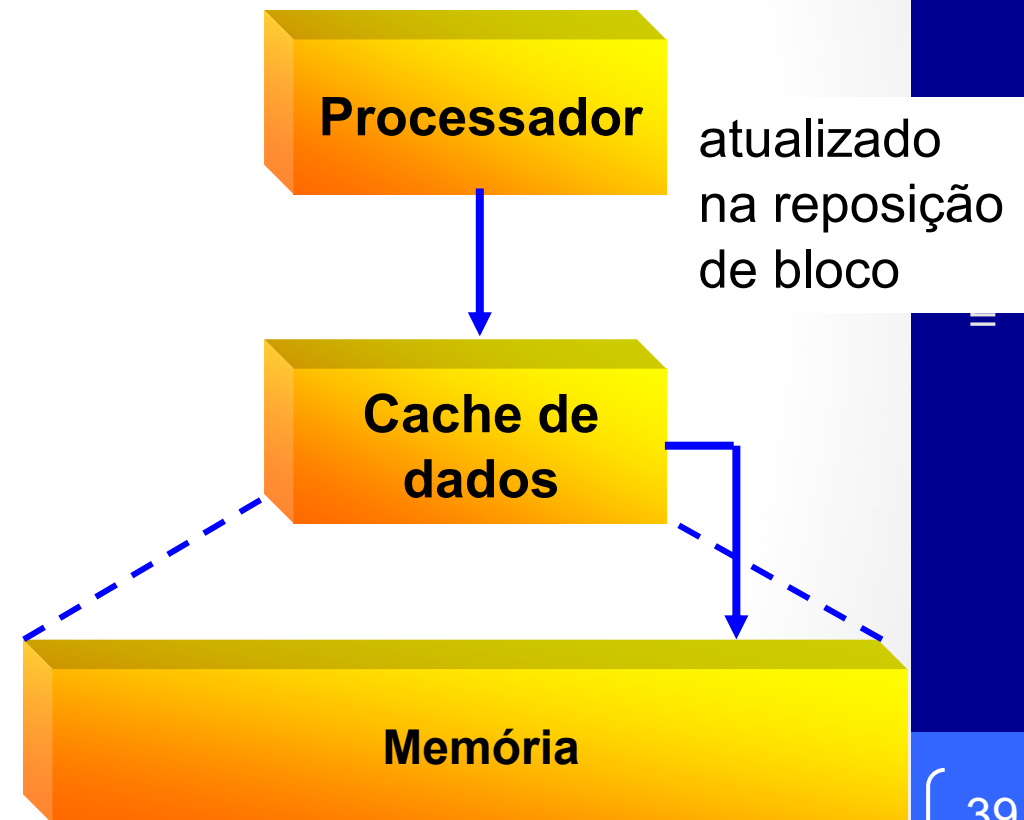 Processador
atualizado
na reposição
de bloco
Cache de
dados
Memória
39